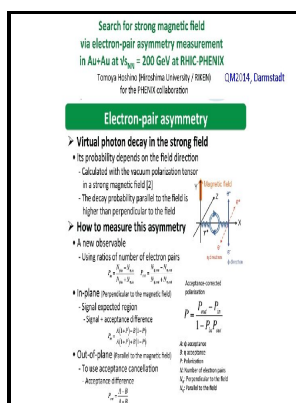 Search for strong magnetic field
via electron-pair asymmetry measurement
in Au+Au at √sNN = 200 GeV at RHIC-PHENIX
Tomoya Hoshino (Hiroshima University / RIKEN)
for the PHENIX collaboration
QM2014, Darmstadt
Electron-pair asymmetry
➢ Virtual photon decay in the strong field
• Its probability depends on the field direction
- Calculated with the vacuum polarization tensor
in a strong magnetic field [2]
- The decay probability parallel to the field is
higher than perpendicular to the field
Magnetic field
➢ How to measure this asymmetry
• A new observable
- Using ratios of number of electron pairs
• In-plane (Perpendicular to the magnetic field)
- Signal expected region
- Signal + acceptance difference
• Out-of-plane (Parallel to the magnetic field)
- To use acceptance cancellation
- Acceptance difference
Acceptance-corrected
polarization
P: Polarization
N: Number of electron pairs